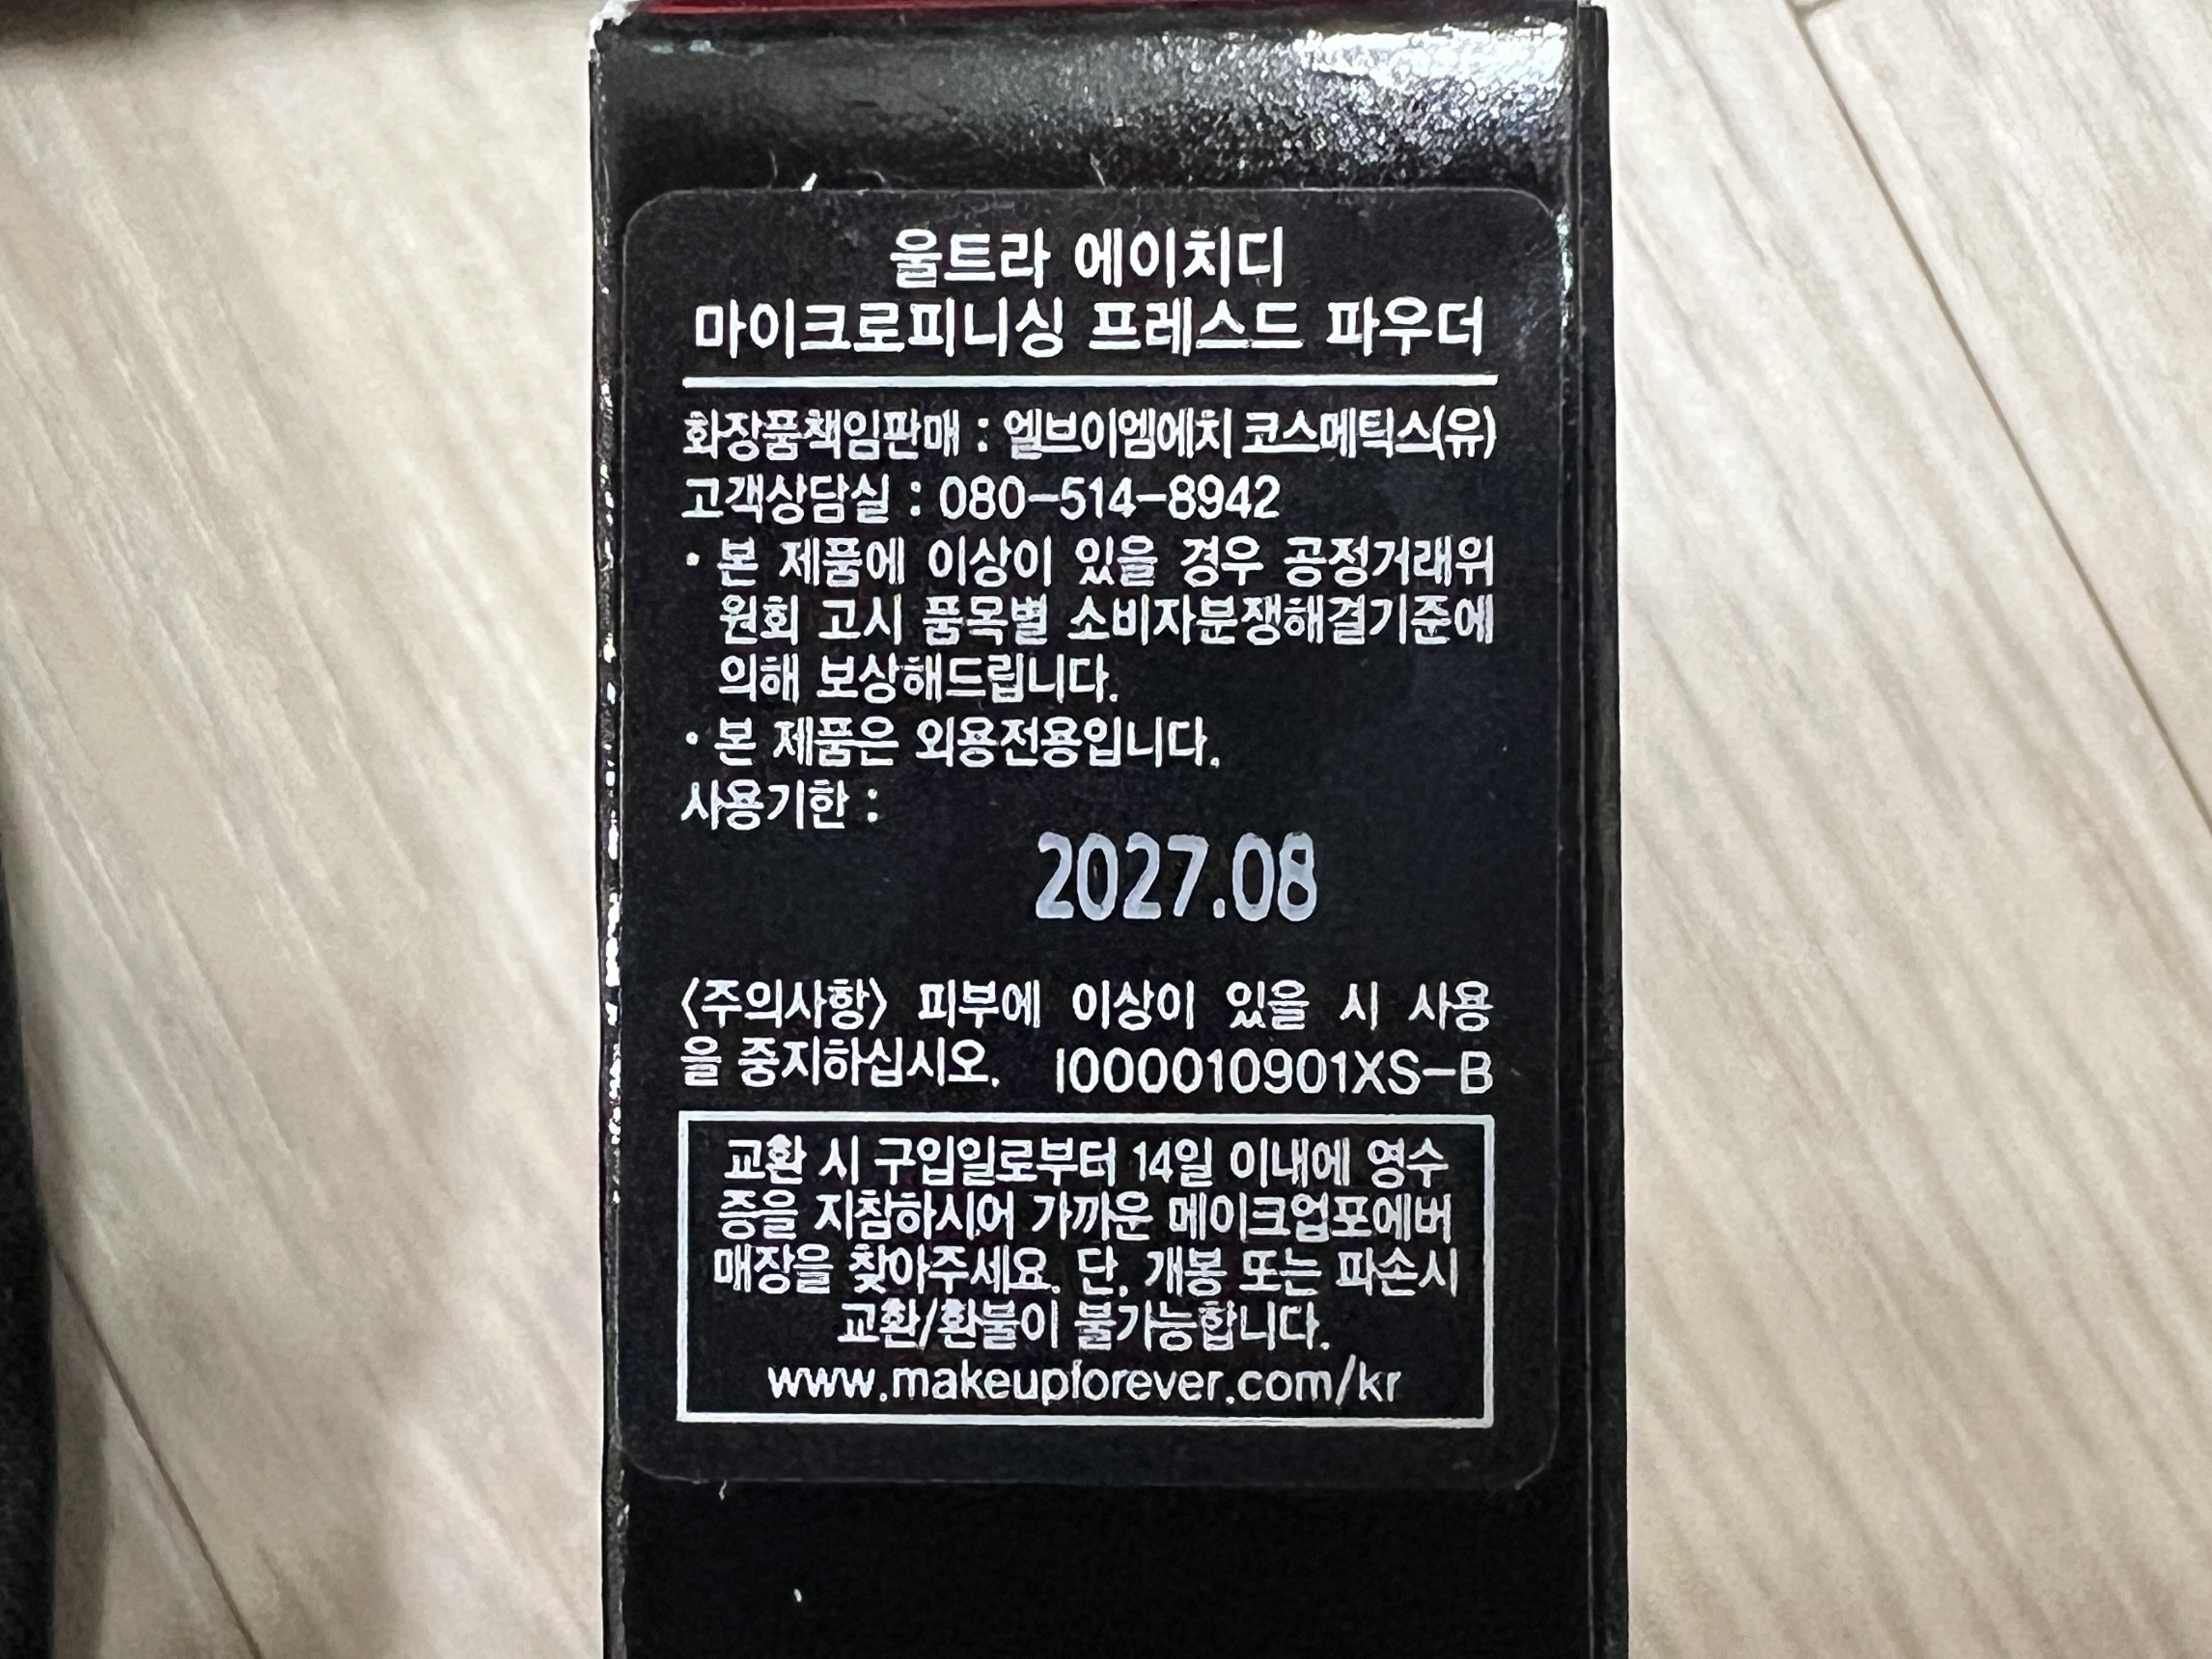 울트라 에이치디
마이크로피니싱 프레스드 파우더
화장품책임판매 : 엘브이엠에치 코스메틱스(유)
고객상담실 : 080-514-8942
· 본 제품에 이상이 있을 경우 공정거래위
원회 고시 품목별 소비자분쟁해결기준에
의해 보상해드립니다.
· 본 제품은 외용전용입니다.
사용기한 :
2027.08
〈주의사항〉 피부에 이상이 있을 시 사용
을 중지하십시오. I000010901XS-B
교환 시 구입일로부터 14일 이내에 영수
증을 지참하시어 가까운 메이크업포에버
매장을 찾아주세요. 단, 개봉 또는 파손시
교환/환불이 불가능합니다.
www.makeupforever.com/kr